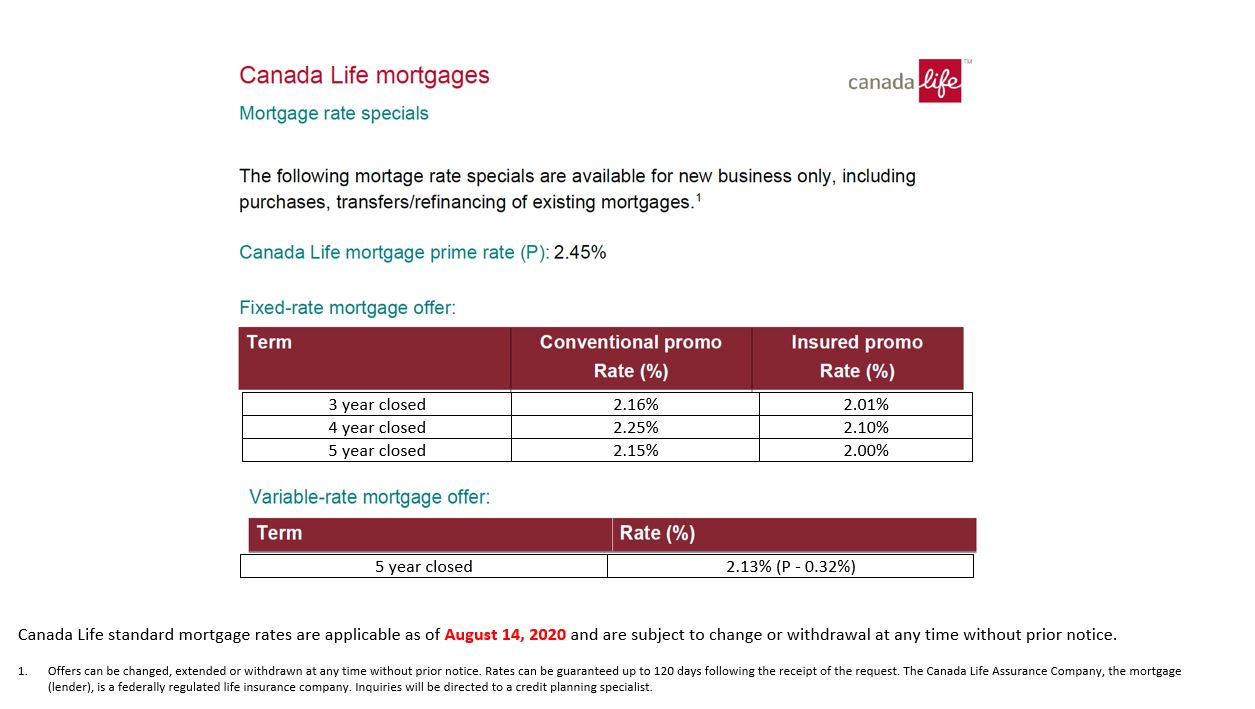 Canada Life mortgages
canada life™
Mortgage rate specials
The following mortage rate specials are available for new business only, including
purchases, transfers/refinancing of existing mortgages.1
Canada Life mortgage prime rate (P): 2.45%
Fixed-rate mortgage offer:
Term Conventional promo Rate (%) Insured promo Rate (%)
3 year closed 2.16% 2.01%
4 year closed 2.25% 2.10%
5 year closed 2.15% 2.00%
Variable-rate mortgage offer:
Term Rate (%)
5 year closed 2.13% (P - 0.32%)
Canada Life standard mortgage rates are applicable as of August 14, 2020 and are subject to change or withdrawal at any time without prior notice.
1. Offers can be changed, extended or withdrawn at any time without prior notice. Rates can be guaranteed up to 120 days following the receipt of the request. The Canada Life Assurance Company, the mortgage
(lender), is a federally regulated life insurance company. Inquiries will be directed to a credit planning specialist.